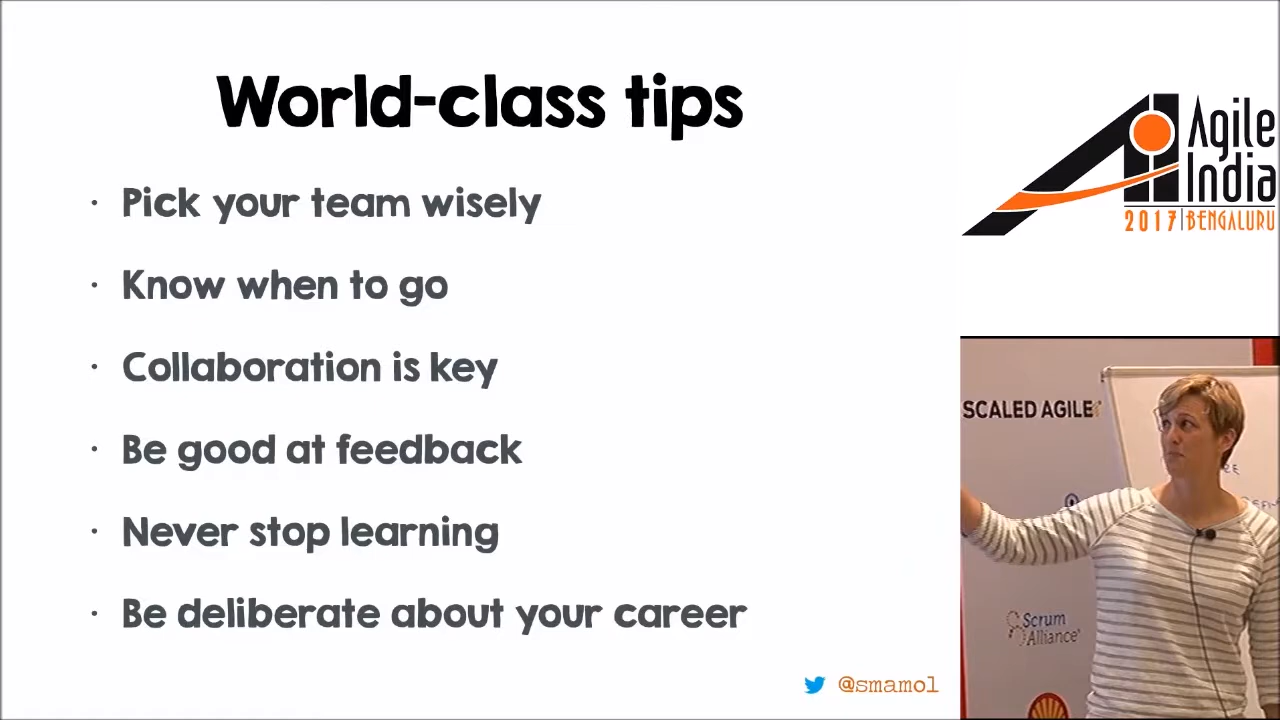 World-class tips
· Pick your team wisely
· Know when to go
· Collaboration is key
· Be good at feedback
· Never stop learning
· Be deliberate about your career
@smamol
Agile
India
2017 | BENGALURU
SCALED AGILE
Scrum
Alliance